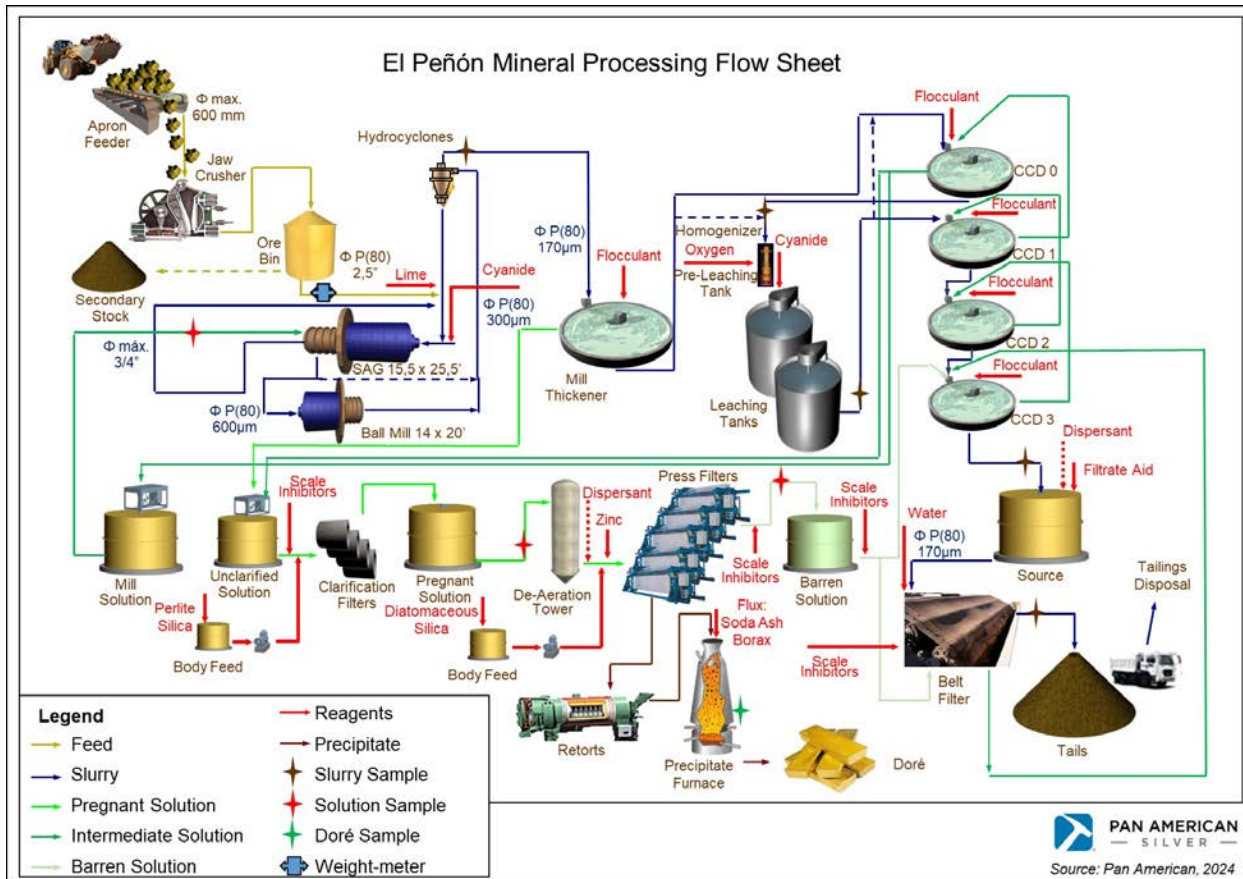 El Peñón Mineral Processing Flow Sheet
Φ max.
600 mm
Apron
Feeder
Jaw
Crusher
Hydrocyclones
Ore
Bin
Φ P(80)
2,5"
Secondary
Stock
Lime
Cyanide
Φ P(80)
300µm
Φ P(80)
170µm
Flocculant
Mill
Thickener
Φ máx.
3/4"
SAG 15,5 x 25,5'
Φ P(80)
600µm
Ball Mill 14 x 20'
Homogenizer
Oxygen
Cyanide
Pre-Leaching
Tank
Leaching
Tanks
Flocculant
CCD 0
Flocculant
CCD 1
Flocculant
CCD 2
Flocculant
CCD 3
Dispersant
Filtrate Aid
Source
Mill
Solution
Scale
Inhibitors
Unclarified
Solution
Perlite
Silica
Body Feed
Clarification
Filters
Pregnant
Solution
Diatomaceous
Silica
Body Feed
De-Aeration
Tower
Dispersant
Zinc
Press Filters
Scale
Inhibitors
Barren
Solution
Scale
Inhibitors
Water
Φ P(80)
170µm
Flux:
Soda Ash
Borax
Scale
Inhibitors
Belt
Filter
Tailings
Disposal
Tails
Retorts
Precipitate
Furnace
Doré
Legend
Feed
Slurry
Pregnant Solution
Intermediate Solution
Barren Solution
Reagents
Precipitate
Slurry Sample
Solution Sample
Doré Sample
Weight-meter
PAN AMERICAN
SILVER
Source: Pan American, 2024